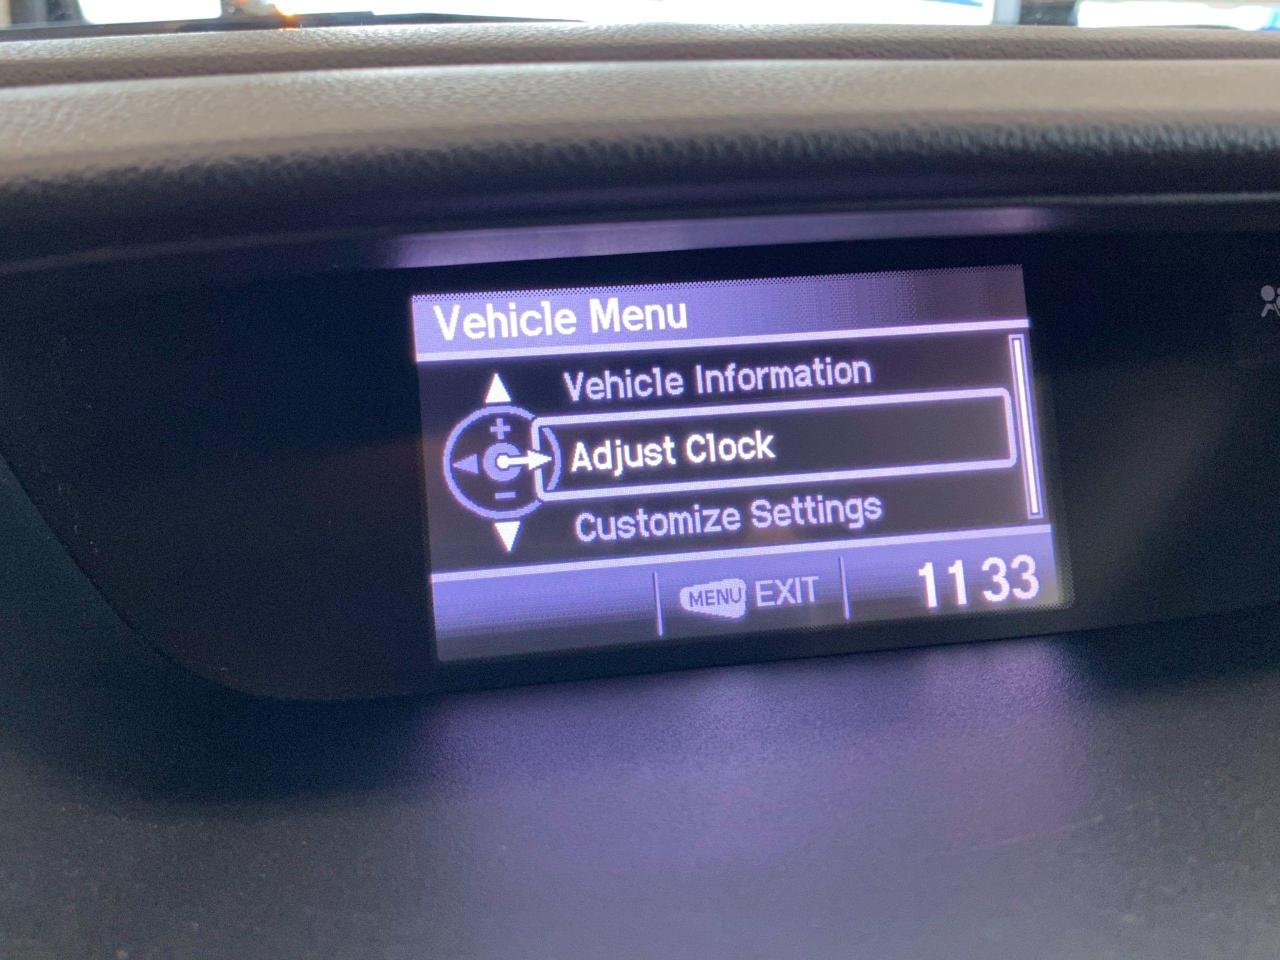 Vehicle Menu
Vehicle Information
Adjust Clock
Customize Settings
MENU EXIT
11 33